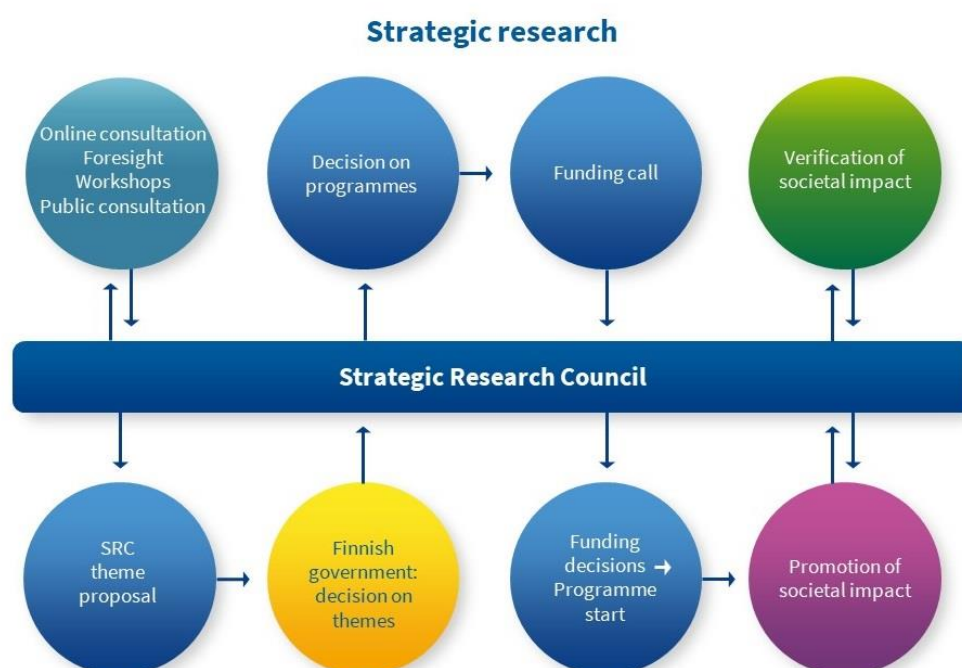 Strategic research
Online consultation
Foresight
Workshops
Public consultation
Decision on
programmes
Funding call
Verification of
societal impact
Strategic Research Council
SRC
theme
proposal
Finnish
government:
decision on
themes
Funding
decisions →
Programme
start
Promotion of
societal impact